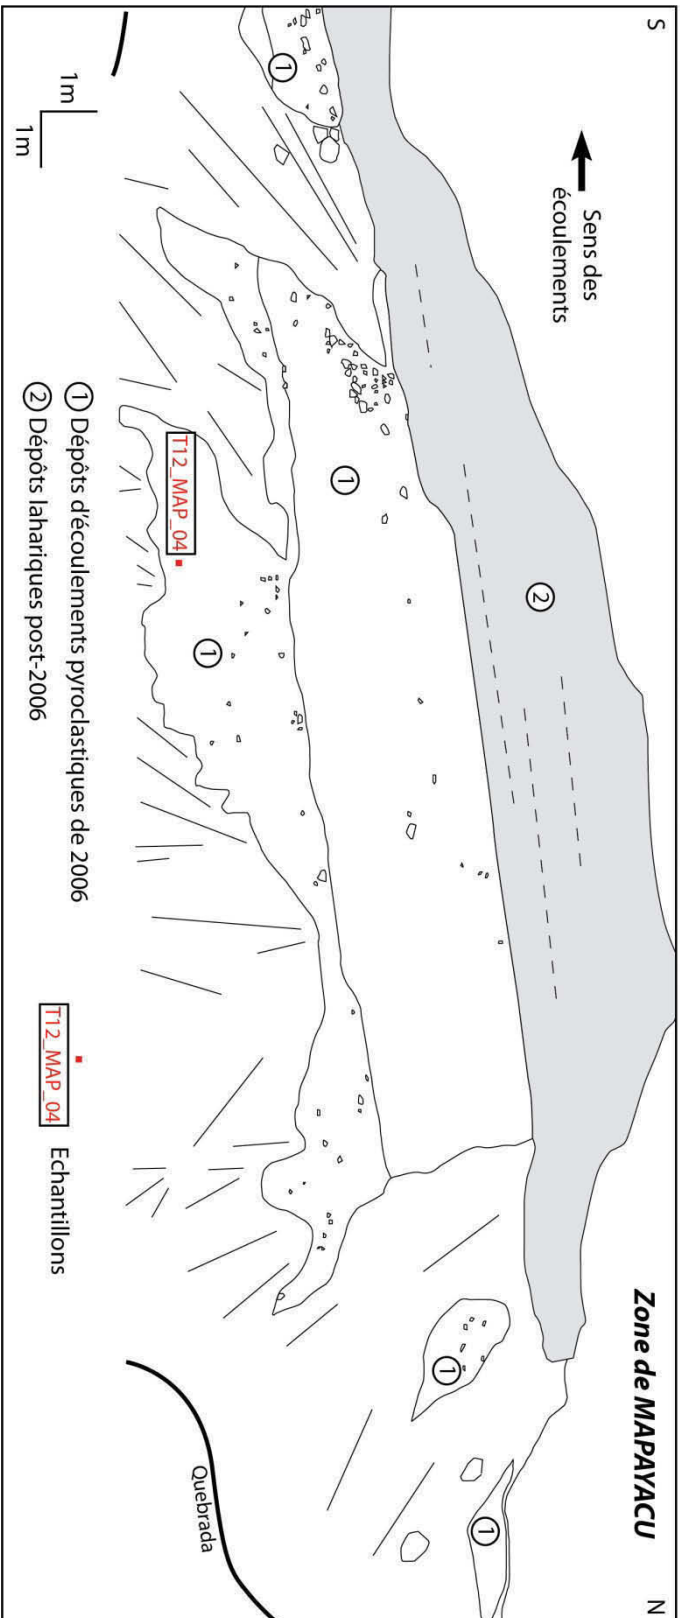 Zone de MAPAYACU
S
N
Sens des
écoulements
2
1
1
1
1
1
T12_MAP_04
Quebrada
1m
1m
1 Dépôts d'écoulements pyroclastiques de 2006
2 Dépôts lahariques post-2006
T12_MAP_04
Echantillons